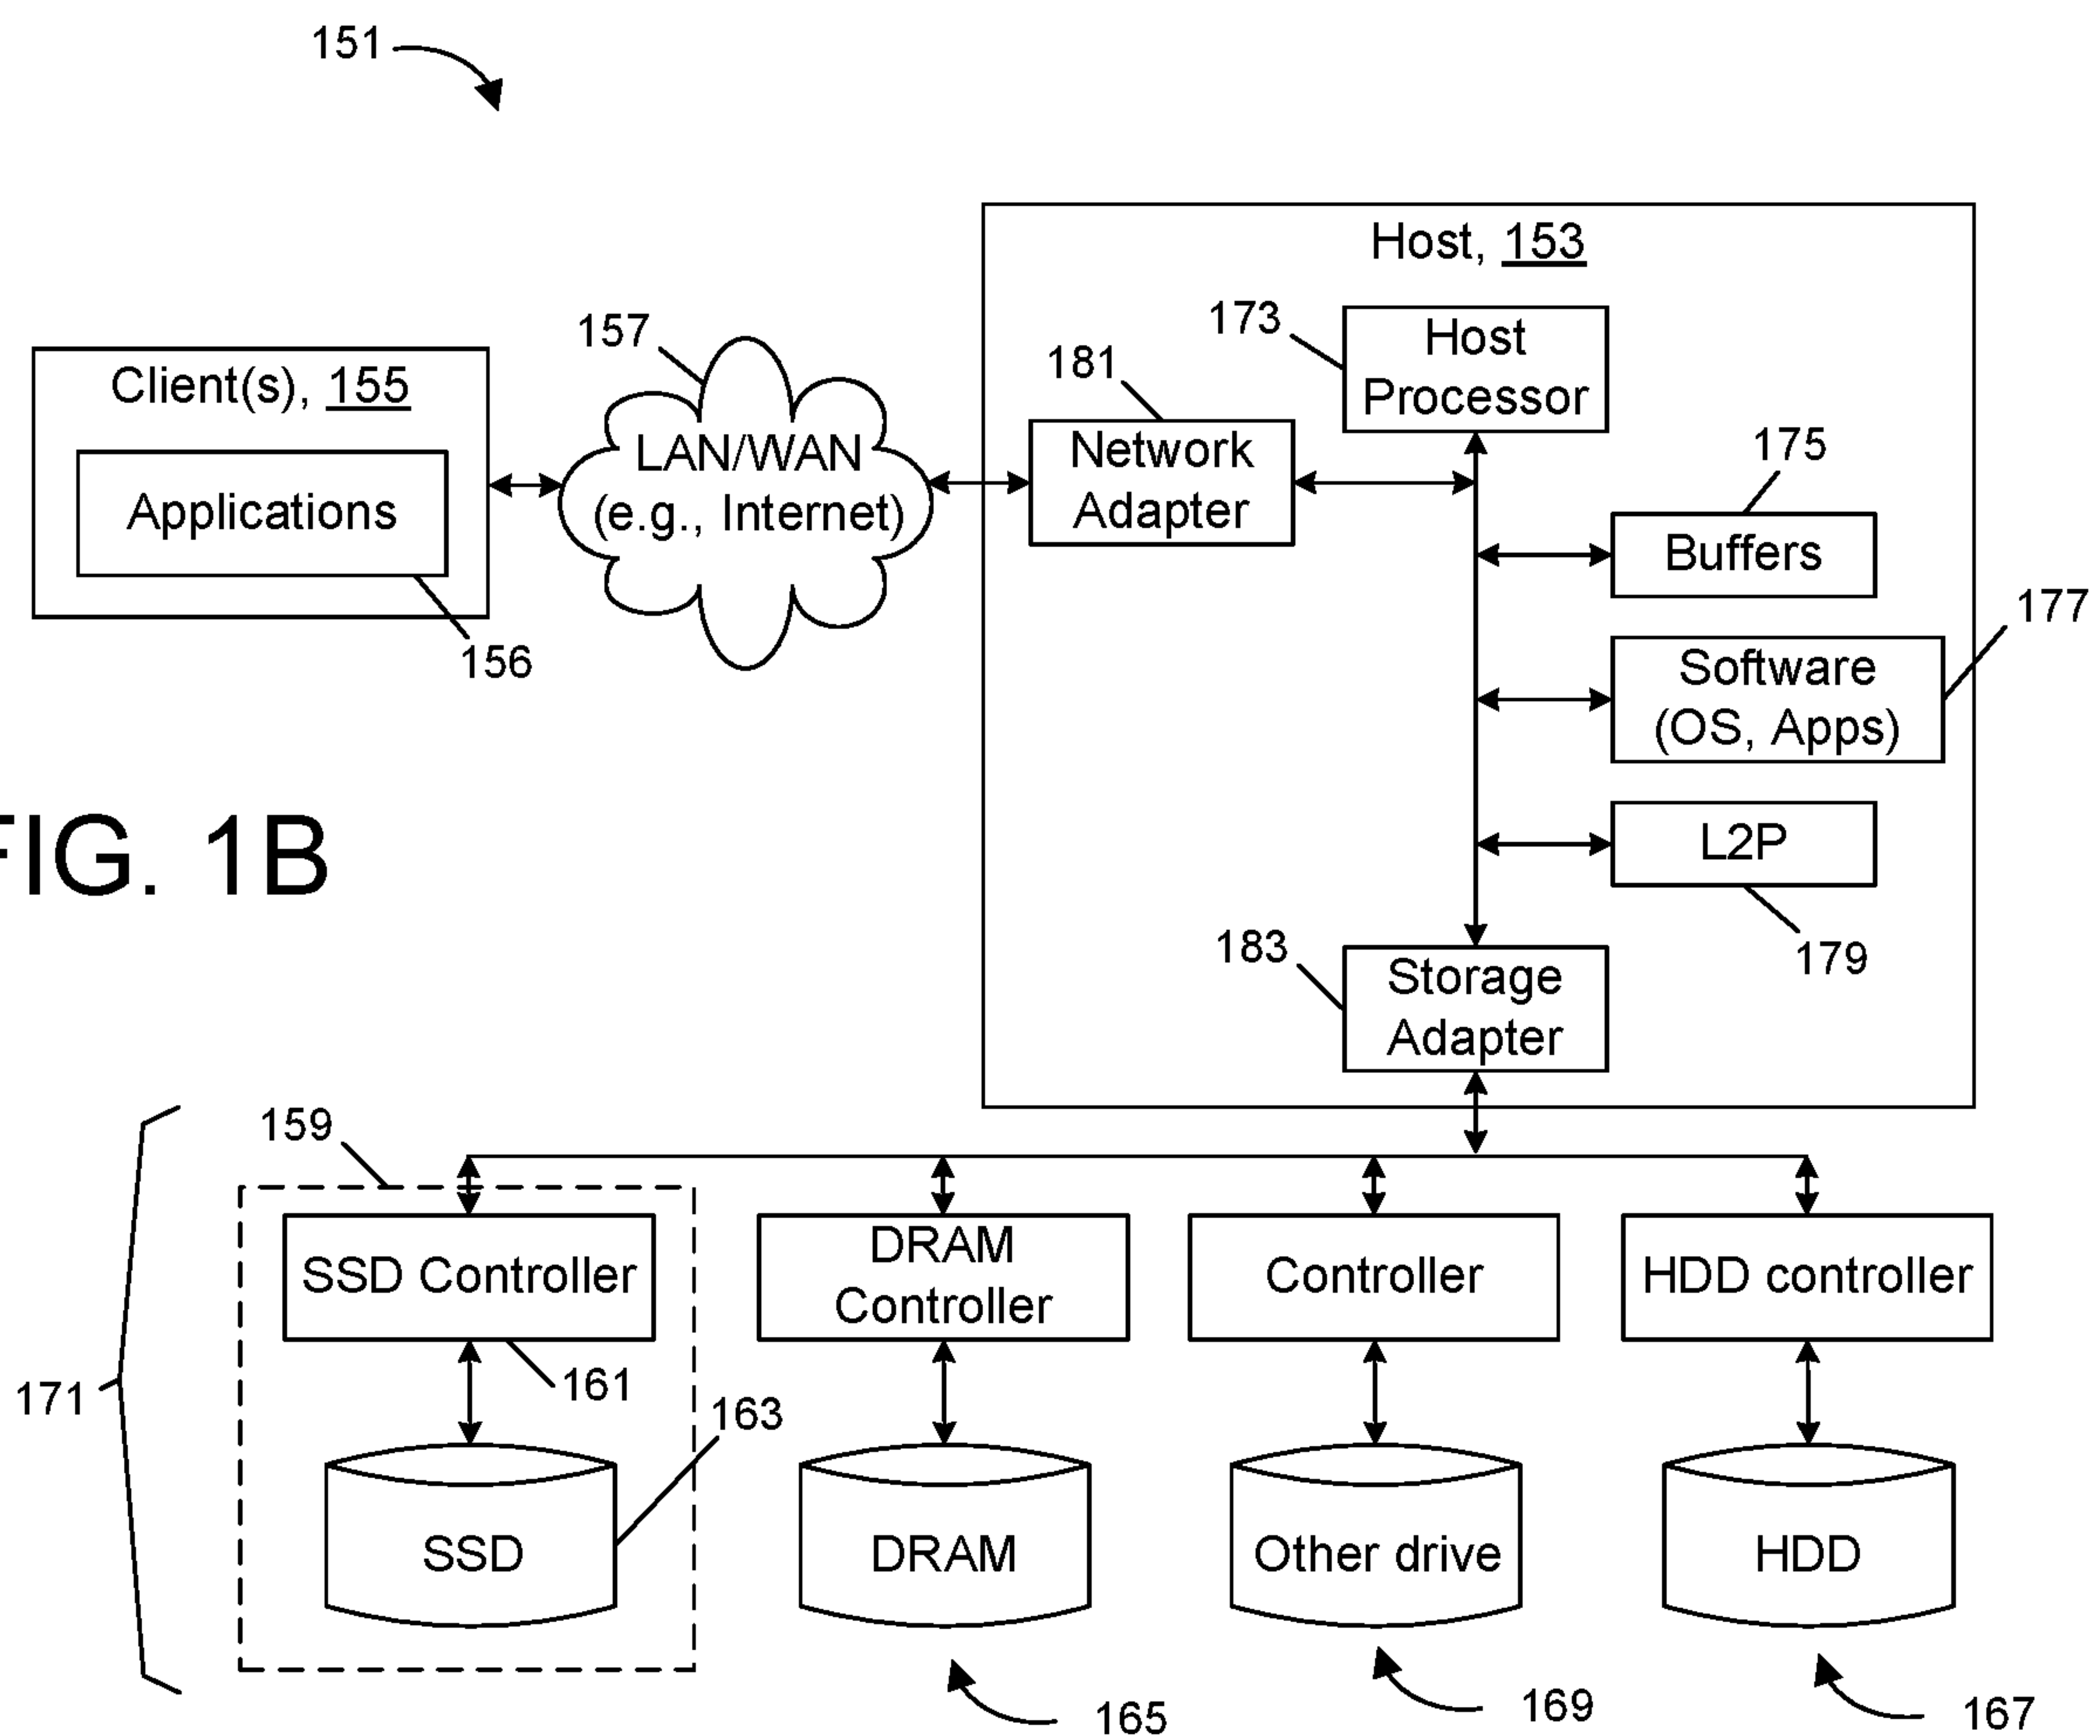 151
Host, 153
173
Host
Processor
157
181
Client(s), 155
Applications
156
LAN/WAN
(e.g., Internet)
Network
Adapter
175
Buffers
177
Software
(OS, Apps)
L2P
179
FIG. 1B
183
Storage
Adapter
159
171
SSD Controller
161
163
SSD
DRAM
Controller
DRAM
165
Controller
Other drive
169
HDD controller
HDD
167